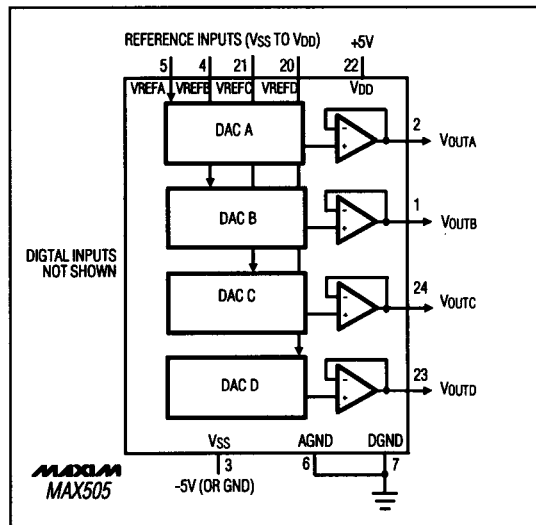 REFERENCE INPUTS (VSS TO VDD) +5V
5 4 21 20 22
VREFA VREFB VREFC VREFD VDD
DAC A
2
VOUTA
DAC B
1
VOUTB
DIGTAL INPUTS
NOT SHOWN
DAC C
24
VOUTC
DAC D
23
VOUTD
VSS AGND DGND
3 6 7
-5V (OR GND)
MAXIM
MAX505